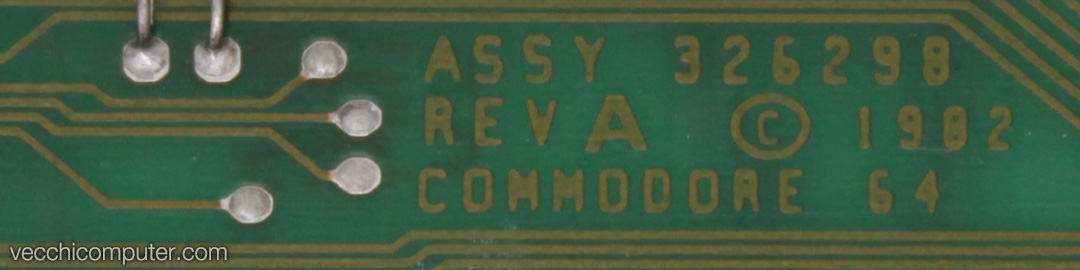 ASSY 326298
REV A © 1982
COMMODORE 64
vecchicomputer.com